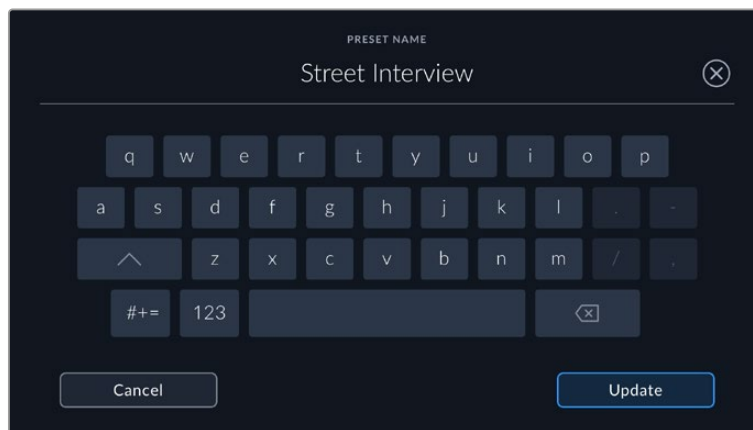 PRESET NAME
Street Interview
q w e r t y u i o p
a s d f g h j k l . -
z x c v b n m / ,
#+= 123
Cancel Update